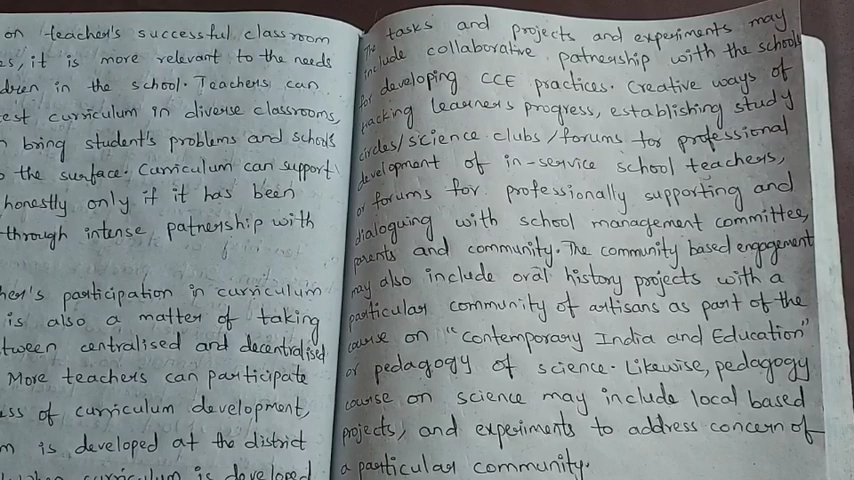 on teacher's successful classroom
it is more relevant to the needs
in the school. Teachers can
curriculum in diverse classrooms,
bring student's problems and schools
the surface. Curriculum can support
honestly only if it has been
through intense patnership with
participation in curriculum
is also a matter of taking
centralised and decentralised
More teachers can participate
of curriculum development,
is developed at the district
curriculum is developed
The tasks and projects and experiments may
include collaborative patnership with the schools
for developing CCE practices. Creative ways of
tracking learners progress, establishing study
circles/science clubs/forums for professional
development of in-service school teachers,
or forums for professionally supporting and
dialoguing with school management committee,
parents and community. The community based engagement
may also include oral history projects with a
particular community of artisans as part of the
course on "contemporary India and Education"
or pedagogy of science. Likewise, pedagogy
course on science may include local based
projects, and experiments to address concern of
a particular community.